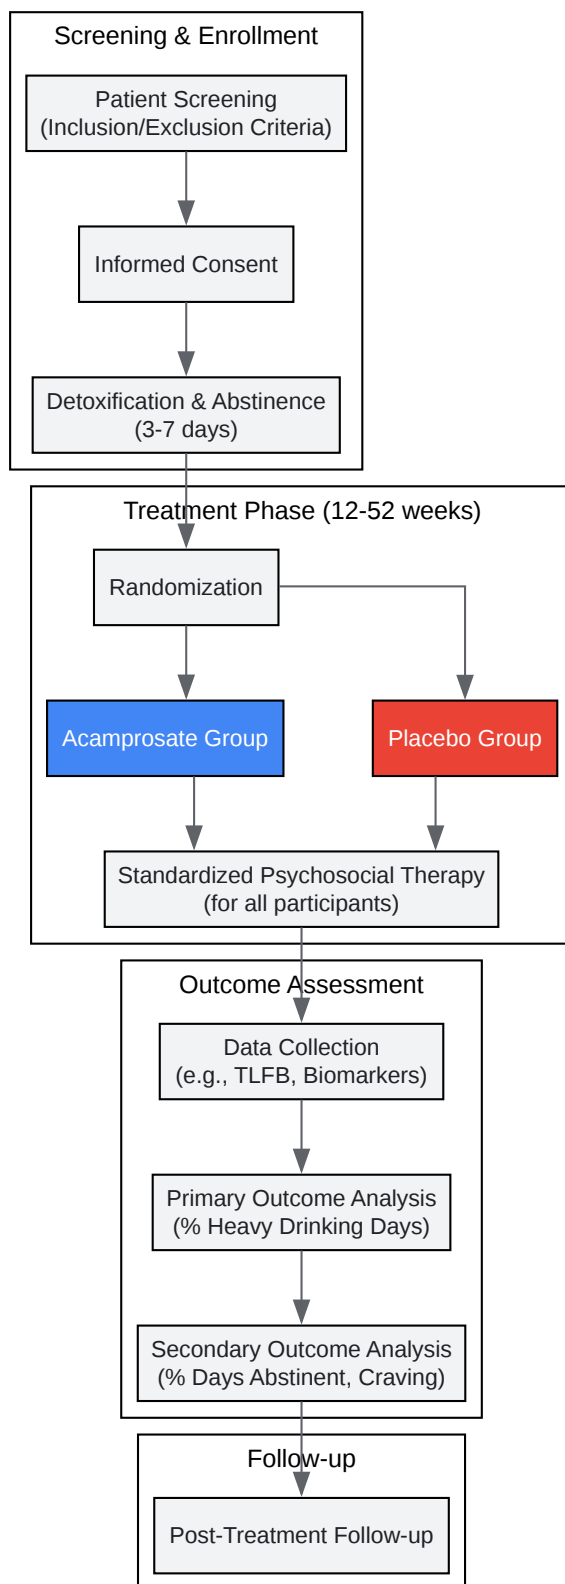 Screening & Enrollment
Patient Screening
(Inclusion/Exclusion Criteria)
Informed Consent
Detoxification & Abstinence
(3-7 days)
Treatment Phase (12-52 weeks)
Randomization
Acamprosate Group
Placebo Group
Standardized Psychosocial Therapy
(for all participants)
Outcome Assessment
Data Collection
(e.g., TLFB, Biomarkers)
Primary Outcome Analysis
(% Heavy Drinking Days)
Secondary Outcome Analysis
(% Days Abstinent, Craving)
Follow-up
Post-Treatment Follow-up